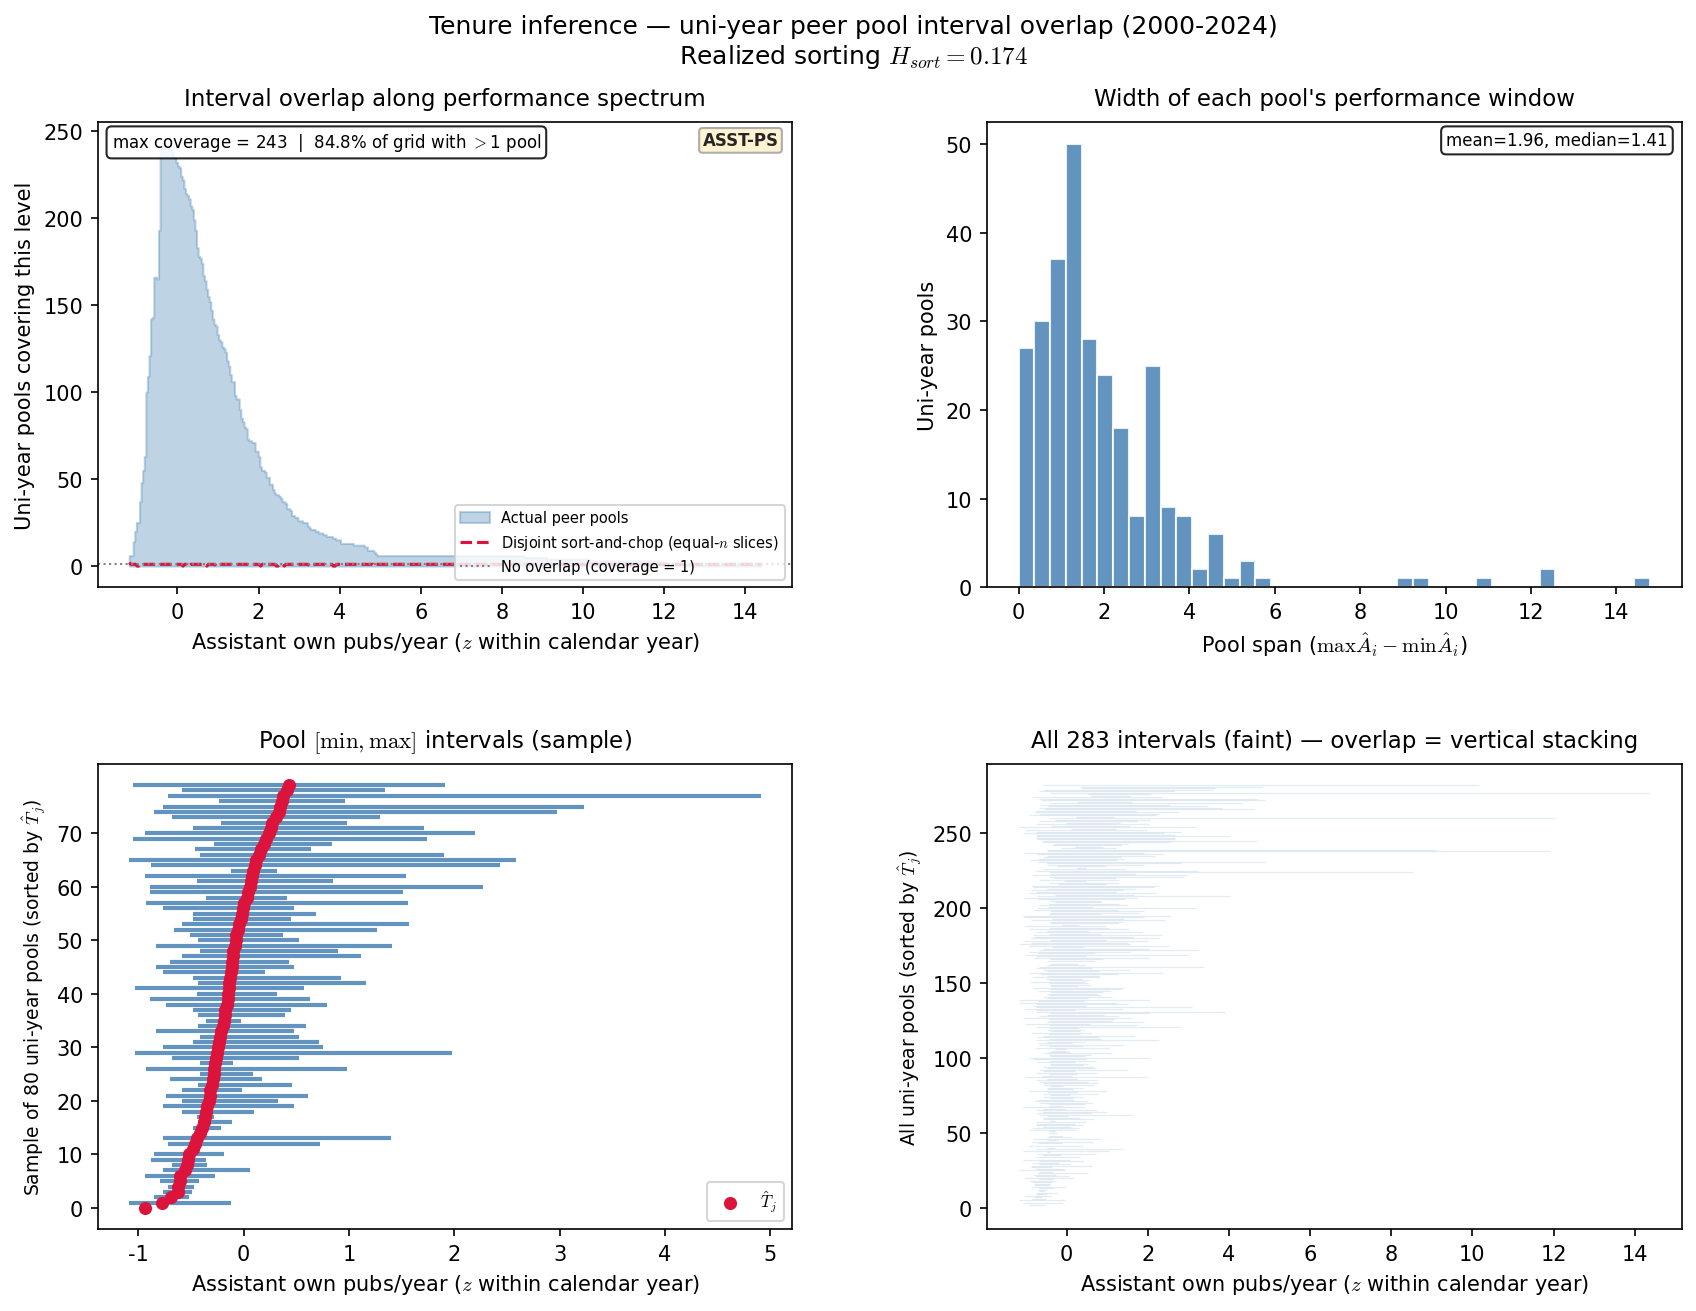 Tenure inference — uni-year peer pool interval overlap (2000-2024)
Realized sorting H_sort = 0.174
Interval overlap along performance spectrum
max coverage = 243 | 84.8% of grid with > 1 pool
ASST-PS
Uni-year pools covering this level
250
200
150
100
50
0
Actual peer pools
Disjoint sort-and-chop (equal-n slices)
No overlap (coverage = 1)
0 2 4 6 8 10 12 14
Assistant own pubs/year (z within calendar year)
Width of each pool's performance window
mean=1.96, median=1.41
Uni-year pools
50
40
30
20
10
0
0 2 4 6 8 10 12 14
Pool span (max Â_i − min Â_i)
Pool [min, max] intervals (sample)
Sample of 80 uni-year pools (sorted by T̂_j)
70
60
50
40
30
20
10
0
T̂_j
-1 0 1 2 3 4 5
Assistant own pubs/year (z within calendar year)
All 283 intervals (faint) — overlap = vertical stacking
All uni-year pools (sorted by T̂_j)
250
200
150
100
50
0
0 2 4 6 8 10 12 14
Assistant own pubs/year (z within calendar year)